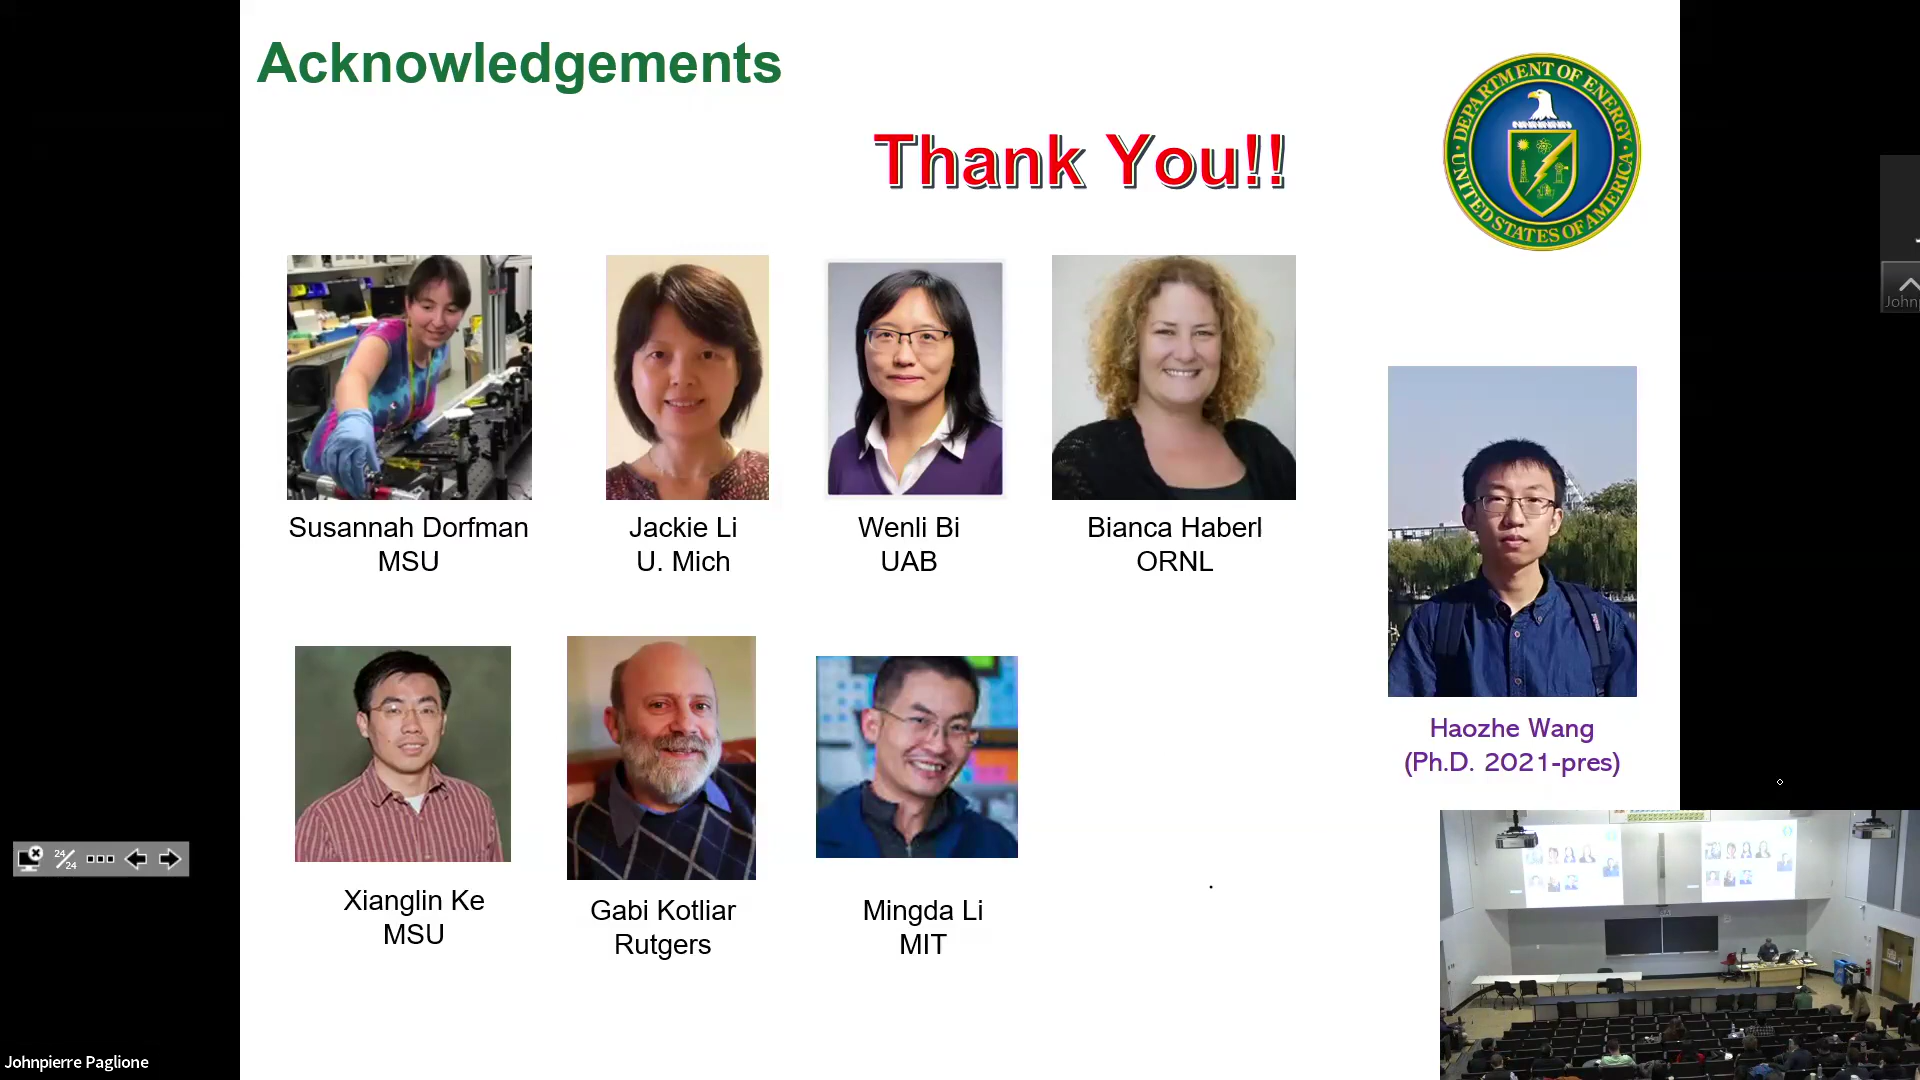 Acknowledgements
Thank You!!
DEPARTMENT OF ENERGY
UNITED STATES OF AMERICA
Susannah Dorfman
MSU
Jackie Li
U. Mich
Wenli Bi
UAB
Bianca Haberl
ORNL
Haozhe Wang
(Ph.D. 2021-pres)
Xianglin Ke
MSU
Gabi Kotliar
Rutgers
Mingda Li
MIT
24/24
Johnpierre Paglione